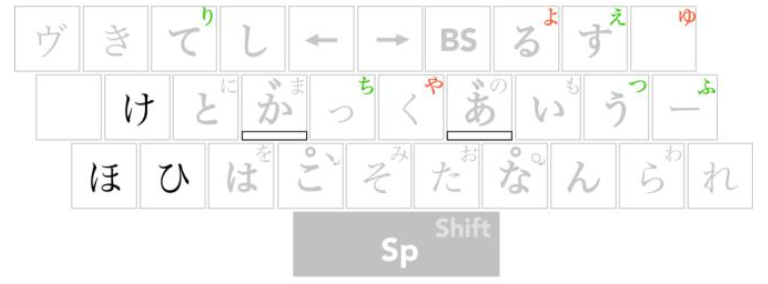 ヴ き て り し ← → BS る よ す え ゆ
け と に が ま っ ち く や あ゛ の い も う つ ー ふ
ほ ひ は を こ ゜ 、 そ み た お な ゜ 。 ん ら わ れ
Shift
Sp